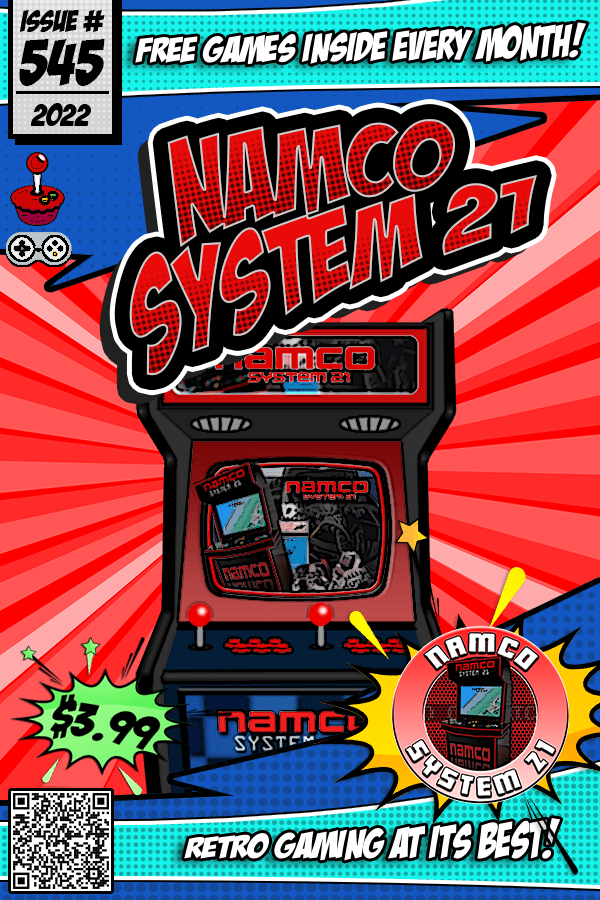 ISSUE #
545
2022
FREE GAMES INSIDE EVERY MONTH!
NAMCO
SYSTEM 21
namco
SYSTEM 21
namco
namco
SYSTEM 21
namco
$3.99
namco
SYSTEM
NAMCO
namco
SYSTEM 21
namco
SYSTEM 21
RETRO GAMING AT ITS BEST!